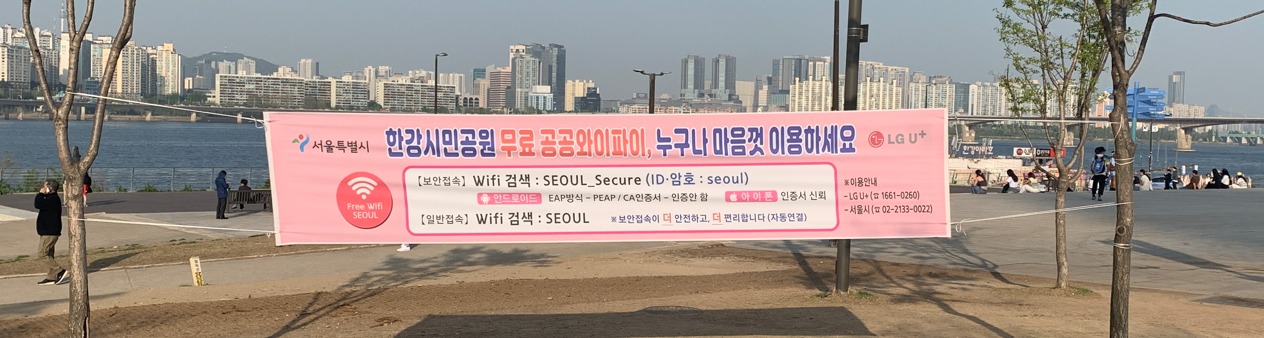 서울특별시
한강시민공원 무료 공공와이파이, 누구나 마음껏 이용하세요
LG U+
Free WiFi
SEOUL
【보안접속】 Wifi 검색 : SEOUL_Secure (ID·암호 : seoul)
안드로이드 EAP방식 - PEAP / CA인증서 - 인증안 함 아이폰 인증서 신뢰
【일반접속】 Wifi 검색 : SEOUL ※보안접속이 더 안전하고, 더 편리합니다 (자동연결)
※이용안내
- LG U+ (☎ 1661-0260)
- 서울시 (☎ 02-2133-0022)